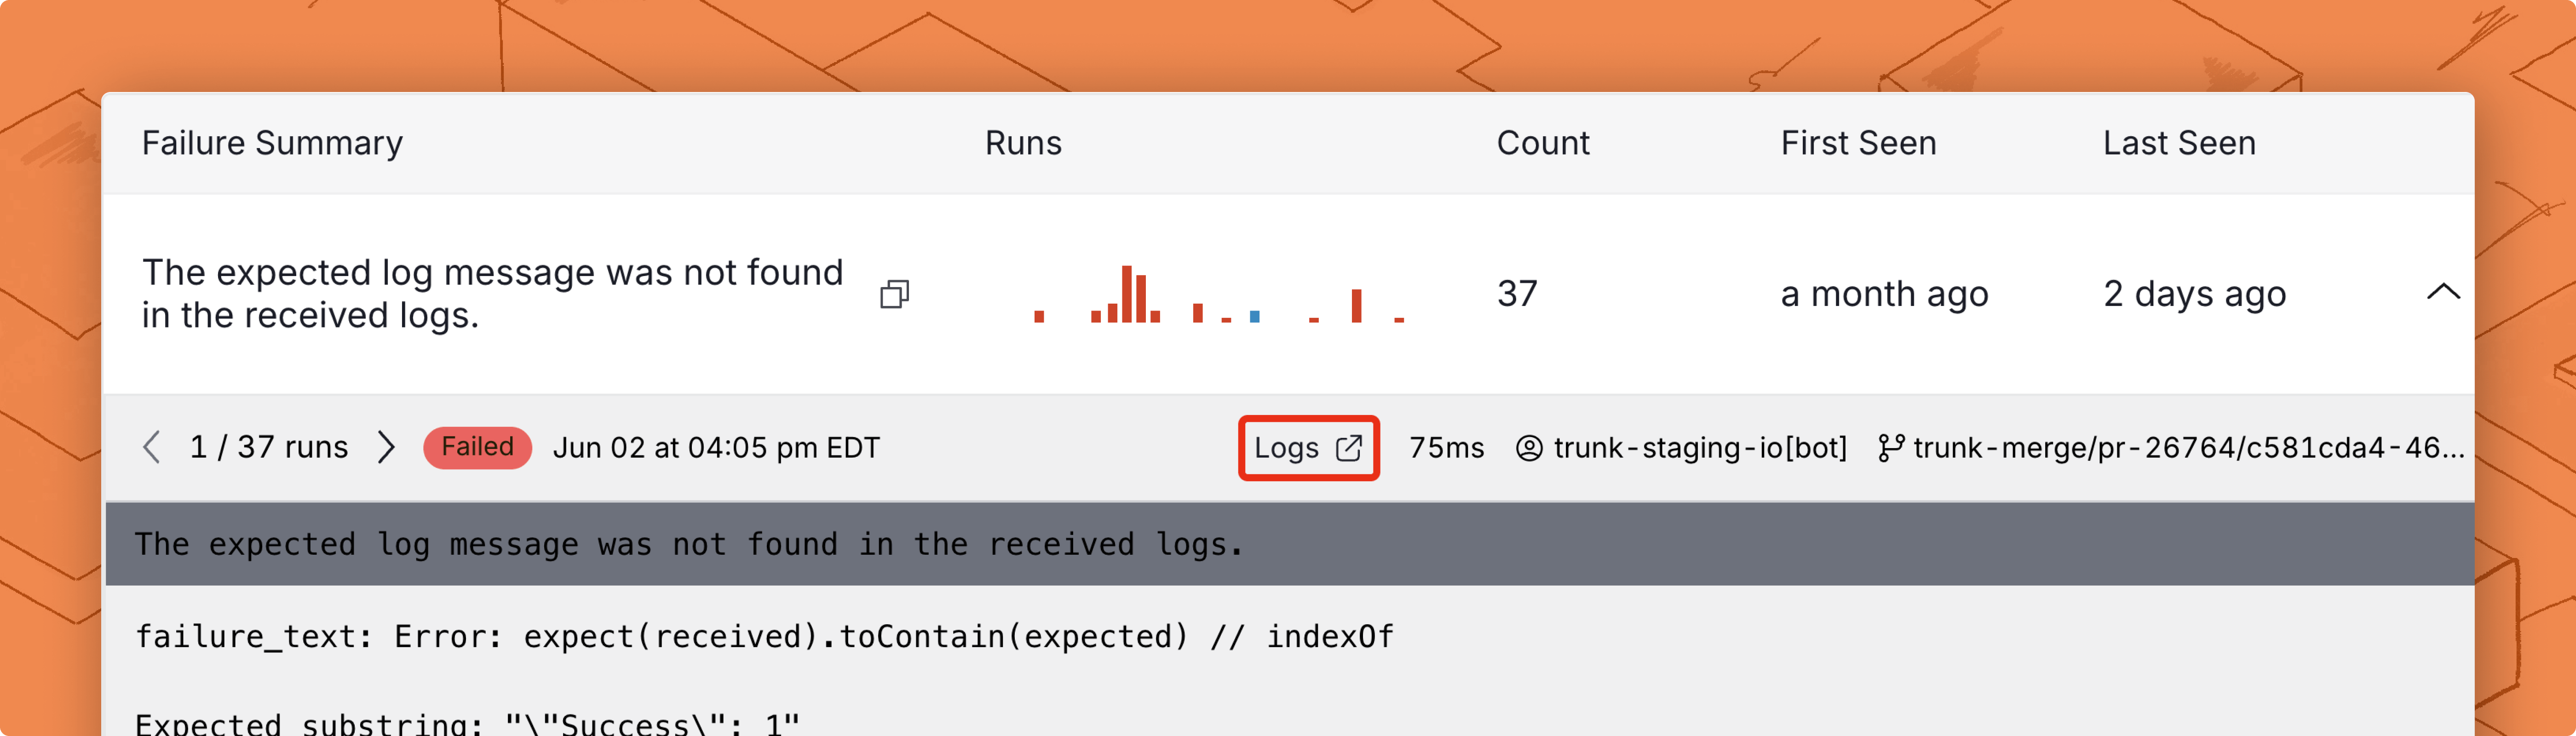 Failure Summary Runs Count First Seen Last Seen
The expected log message was not found
in the received logs.
37 a month ago 2 days ago
1 / 37 runs Failed Jun 02 at 04:05 pm EDT Logs 75ms trunk-staging-io[bot] trunk-merge/pr-26764/c581cda4-46...
The expected log message was not found in the received logs.
failure_text: Error: expect(received).toContain(expected) // indexOf
Expected substring: "\"Success\": 1"